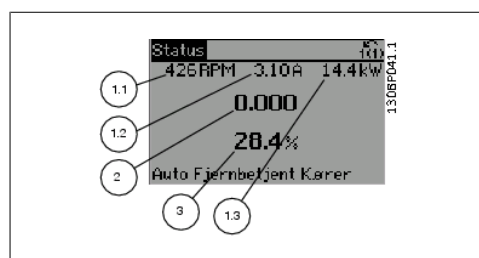 Status
1(1)
426RPM 3.10A 14.4kW
0.000
28.4%
Auto Fjernbetjent Kører
1.1
1.2
2
3
1.3
130BP041.1